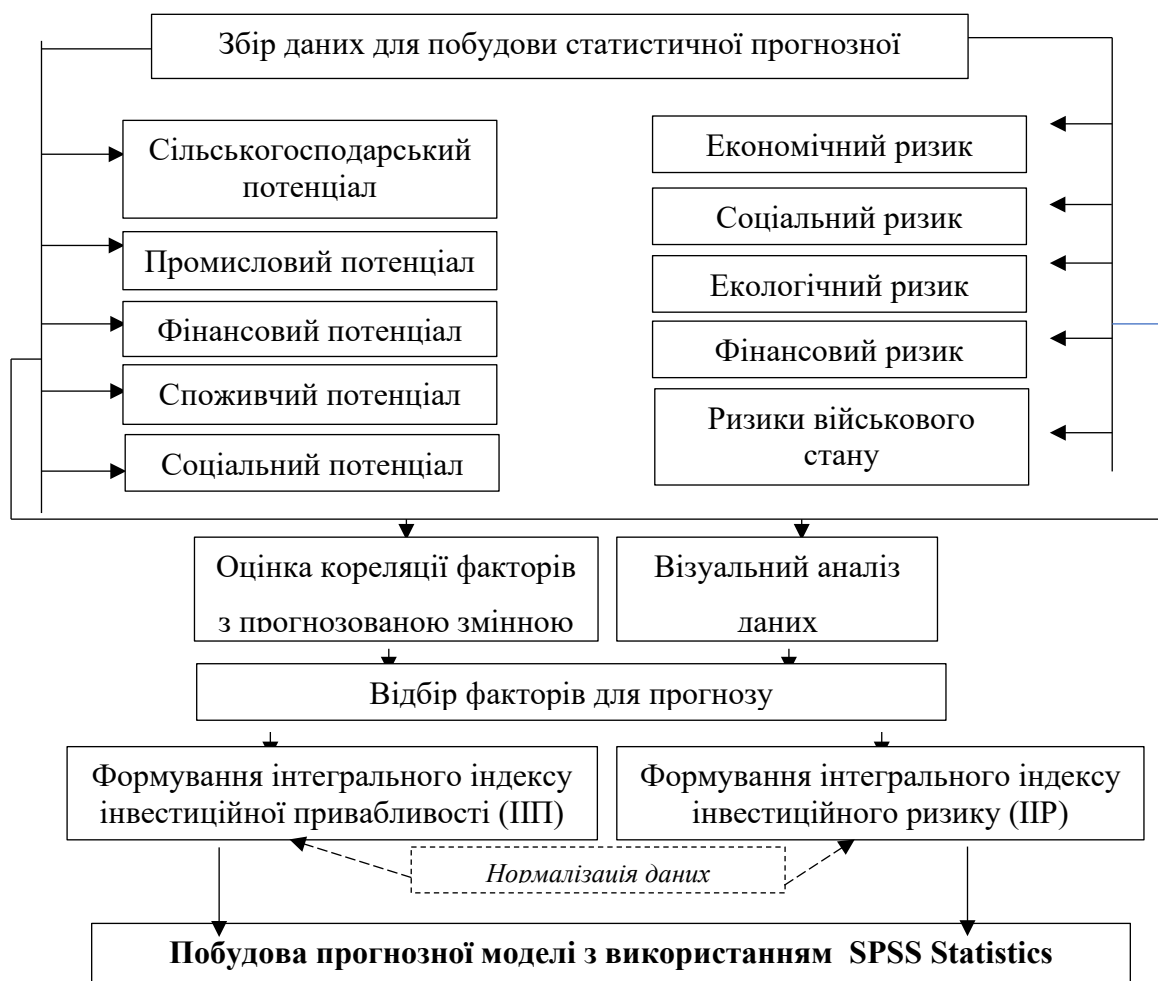 Збір даних для побудови статистичної прогнозної
Сільськогосподарський
потенціал
Промисловий потенціал
Фінансовий потенціал
Споживчий потенціал
Соціальний потенціал
Економічний ризик
Соціальний ризик
Екологічний ризик
Фінансовий ризик
Ризики військового
стану
Оцінка кореляції факторів
з прогнозованою змінною
Візуальний аналіз
даних
Відбір факторів для прогнозу
Формування інтегрального індексу
інвестиційної привабливості (ІІП)
Формування інтегрального індексу
інвестиційного ризику (ІІР)
Нормалізація даних
Побудова прогнозної моделі з використанням SPSS Statistics